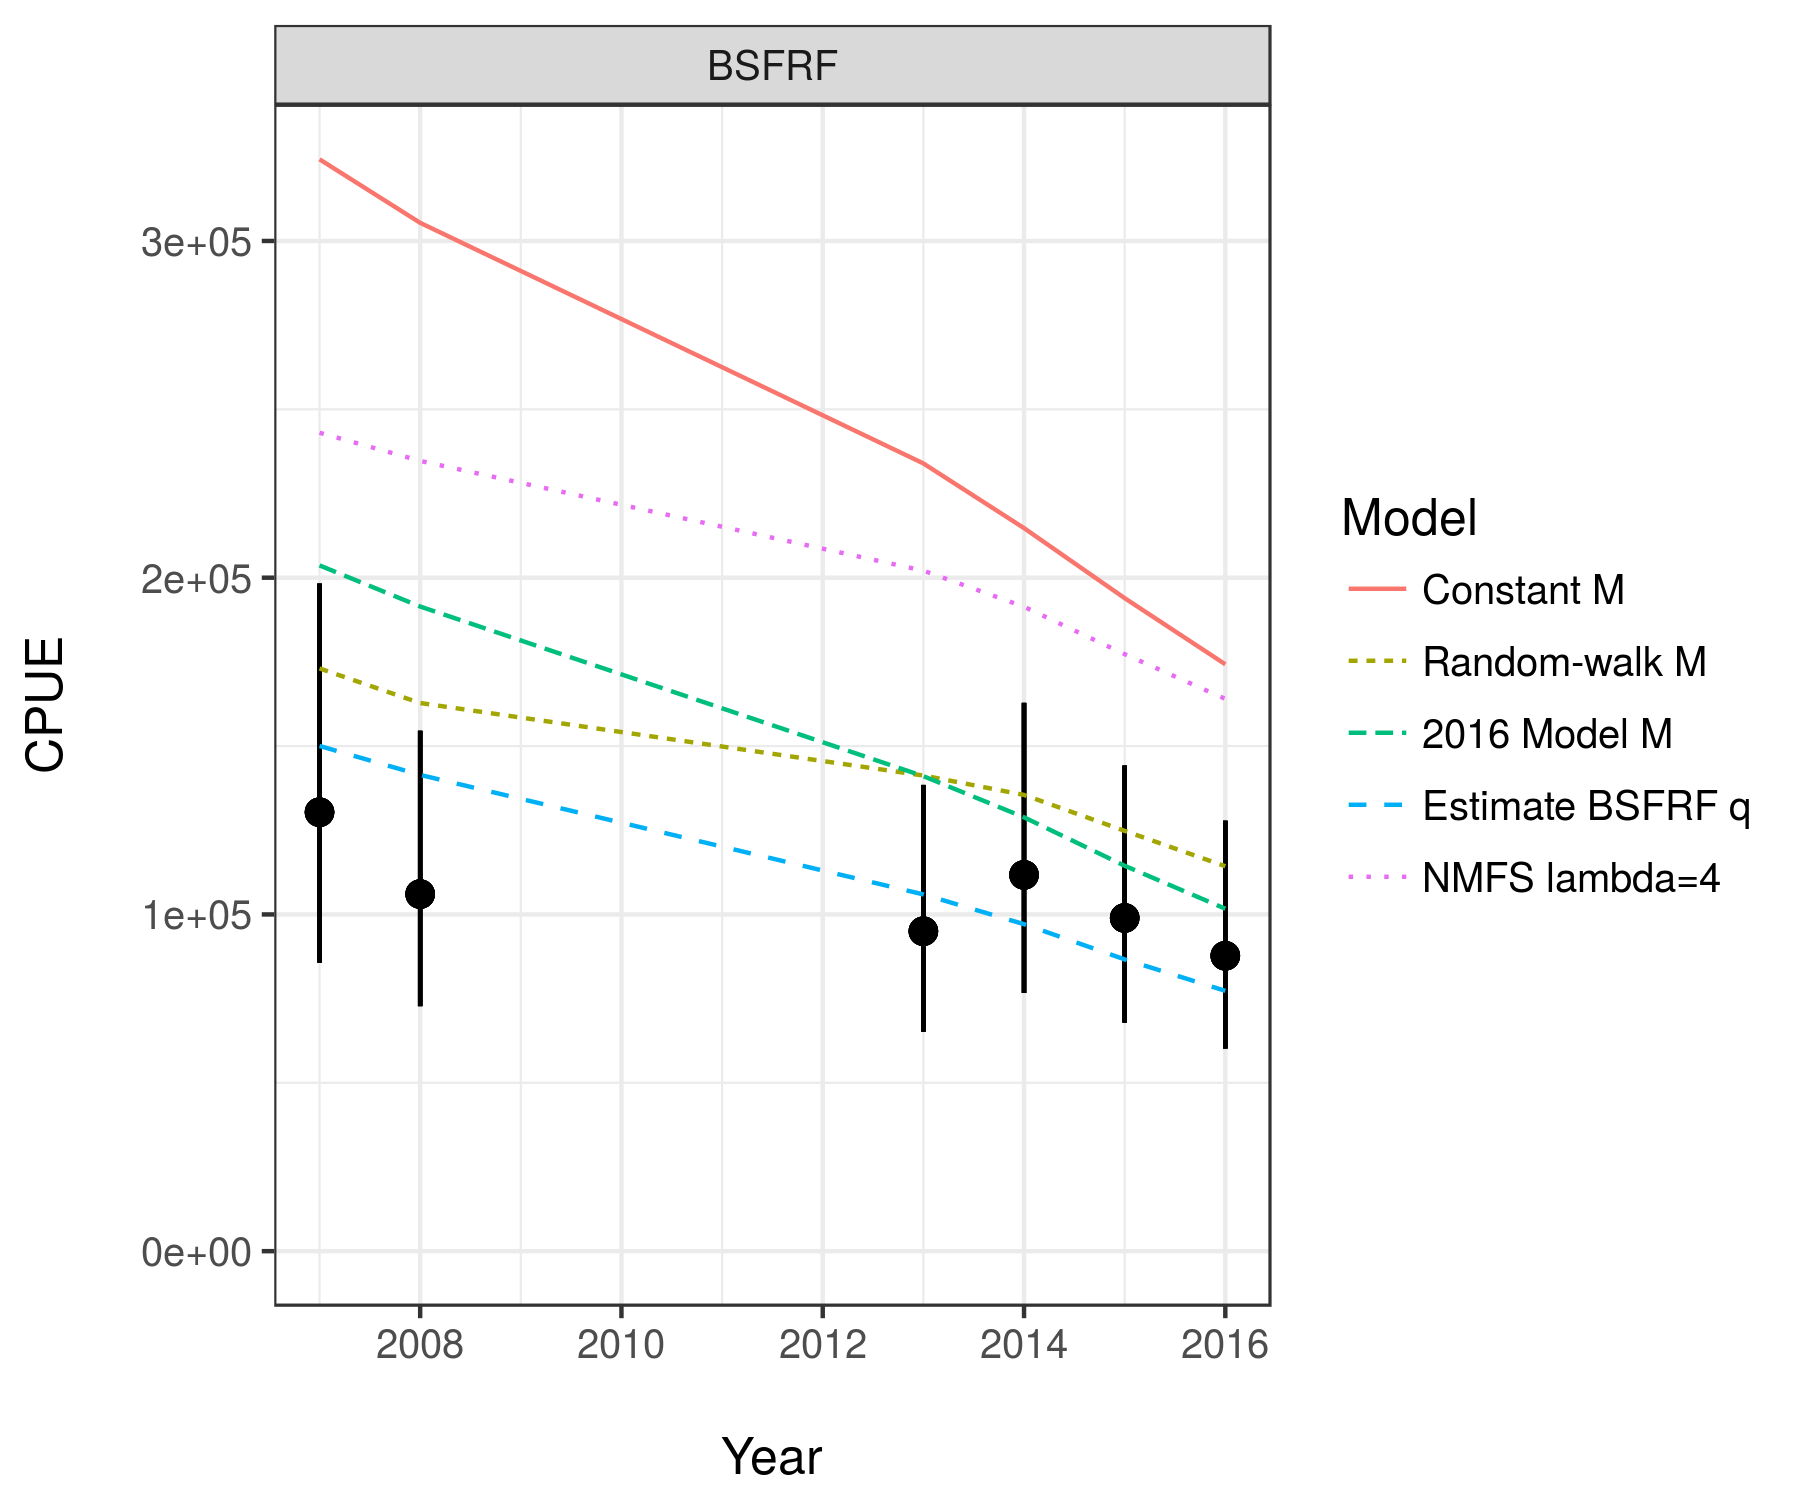 BSFRF
3e+05
2e+05
1e+05
0e+00
CPUE
2008 2010 2012 2014 2016
Year
Model
Constant M
Random-walk M
2016 Model M
Estimate BSFRF q
NMFS lambda=4